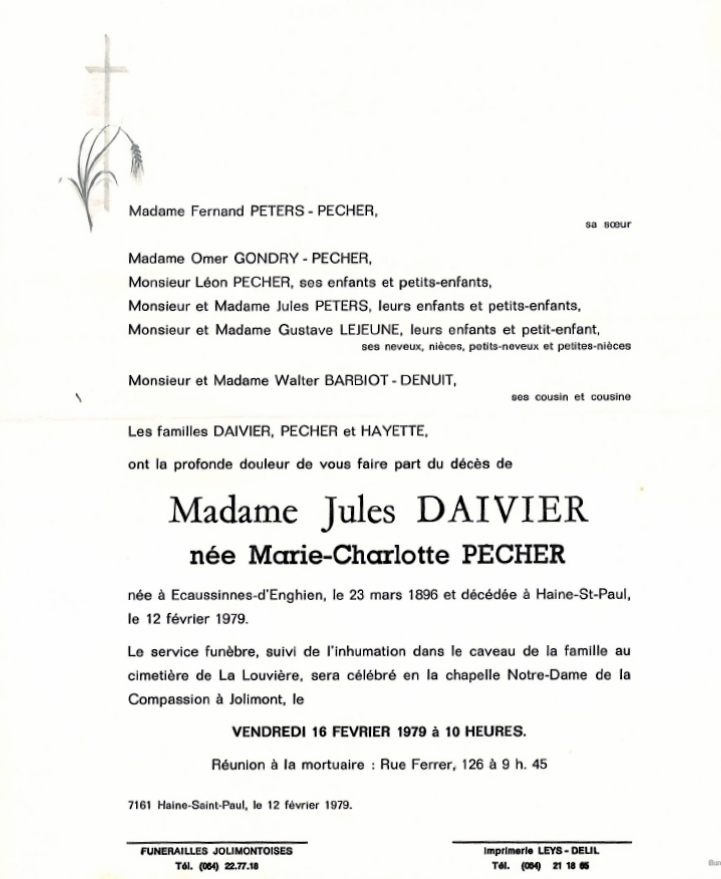 Madame Fernand PETERS - PECHER,
sa sœur
Madame Omer GONDRY - PECHER,
Monsieur Léon PECHER, ses enfants et petits-enfants,
Monsieur et Madame Jules PETERS, leurs enfants et petits-enfants,
Monsieur et Madame Gustave LEJEUNE, leurs enfants et petit-enfant,
ses neveux, nièces, petits-neveux et petites-nièces
Monsieur et Madame Walter BARBIOT - DENUIT,
ses cousin et cousine
Les familles DAIVIER, PECHER et HAYETTE,
ont la profonde douleur de vous faire part du décès de
Madame Jules DAIVIER
née Marie-Charlotte PECHER
née à Ecaussinnes-d'Enghien, le 23 mars 1896 et décédée à Haine-St-Paul,
le 12 février 1979.
Le service funèbre, suivi de l'inhumation dans le caveau de la famille au
cimetière de La Louvière, sera célébré en la chapelle Notre-Dame de la
Compassion à Jolimont, le
VENDREDI 16 FEVRIER 1979 à 10 HEURES.
Réunion à la mortuaire : Rue Ferrer, 126 à 9 h. 45
7161 Haine-Saint-Paul, le 12 février 1979.
FUNERAILLES JOLIMONTOISES
Tél. (064) 22.77.18
Imprimerie LEYS - DELIL
Tél. (064) 21 18 65